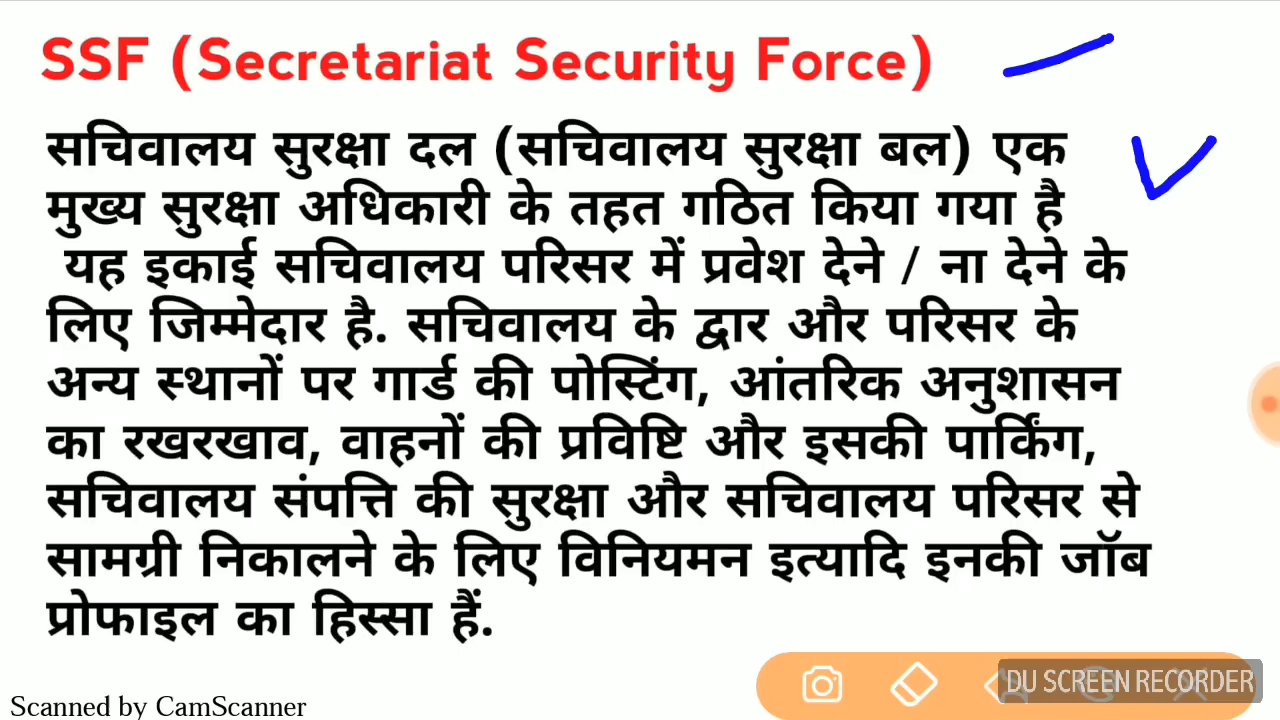 SSF (Secretariat Security Force)
सचिवालय सुरक्षा दल (सचिवालय सुरक्षा बल) एक
मुख्य सुरक्षा अधिकारी के तहत गठित किया गया है
यह इकाई सचिवालय परिसर में प्रवेश देने / ना देने के
लिए जिम्मेदार है. सचिवालय के द्वार और परिसर के
अन्य स्थानों पर गार्ड की पोस्टिंग, आंतरिक अनुशासन
का रखरखाव, वाहनों की प्रविष्टि और इसकी पार्किंग,
सचिवालय संपत्ति की सुरक्षा और सचिवालय परिसर से
सामग्री निकालने के लिए विनियमन इत्यादि इनकी जॉब
प्रोफाइल का हिस्सा हैं.
DU SCREEN RECORDER
Scanned by CamScanner